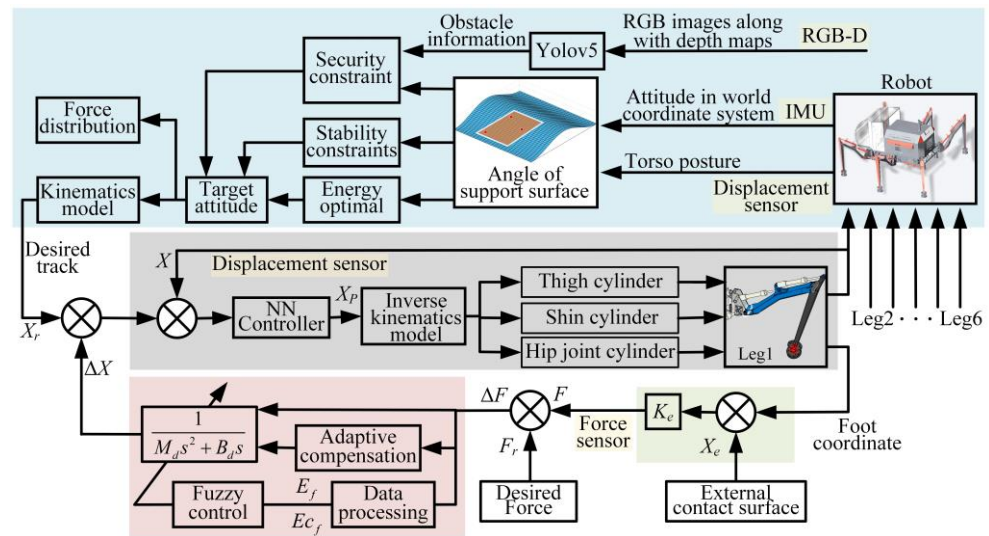 Obstacle
information
Yolov5
RGB images along
with depth maps
RGB-D
Security
constraint
Force
distribution
Stability
constraints
Attitude in world
coordinate system
IMU
Robot
Kinematics
model
Target
attitude
Energy
optimal
Angle of
support surface
Torso posture
Displacement
sensor
Desired
track
X
Displacement sensor
X_r
NN
Controller
X_P
Inverse
kinematics
model
Thigh cylinder
Shin cylinder
Hip joint cylinder
Leg1
Leg2 · · · Leg6
ΔX
1
M_d s² + B_d s
Adaptive
compensation
Fuzzy
control
E_f
Ec_f
Data
processing
ΔF
F
F_r
Desired
Force
Force
sensor
K_e
X_e
External
contact surface
Foot
coordinate